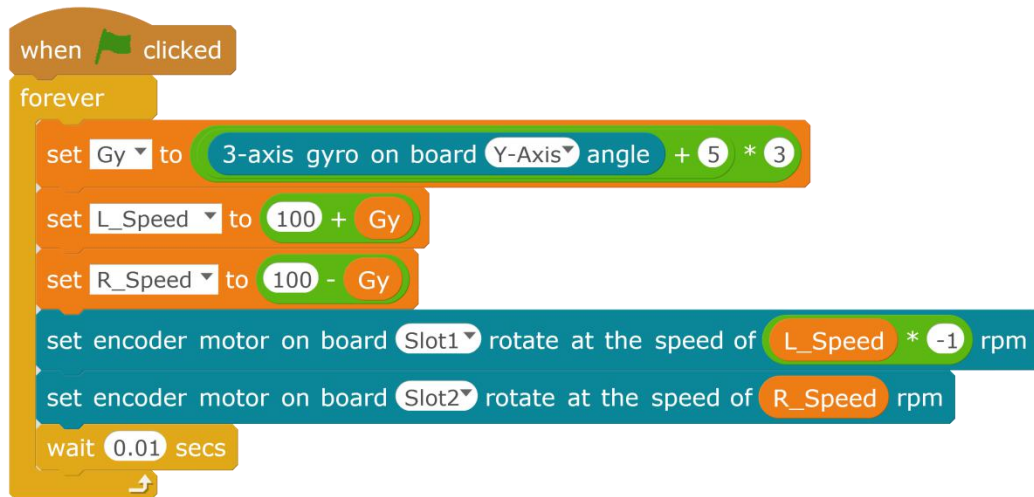 when clicked
forever
set Gy to 3-axis gyro on board Y-Axis angle + 5 * 3
set L_Speed to 100 + Gy
set R_Speed to 100 - Gy
set encoder motor on board Slot1 rotate at the speed of L_Speed * -1 rpm
set encoder motor on board Slot2 rotate at the speed of R_Speed rpm
wait 0.01 secs